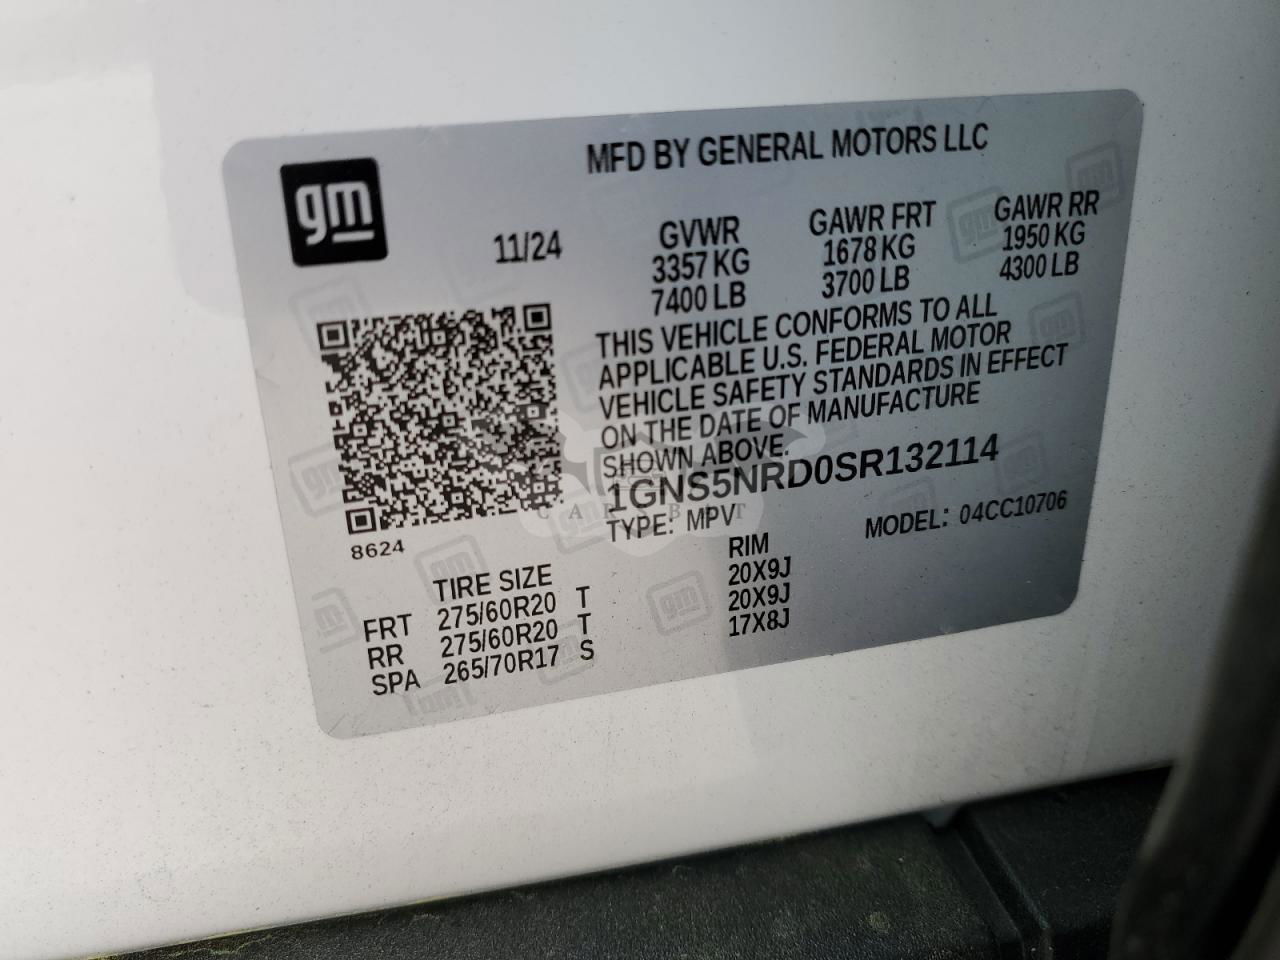 MFD BY GENERAL MOTORS LLC
gm
11/24
GVWR GAWR FRT GAWR RR
3357 KG 1678 KG 1950 KG
7400 LB 3700 LB 4300 LB
THIS VEHICLE CONFORMS TO ALL
APPLICABLE U.S. FEDERAL MOTOR
VEHICLE SAFETY STANDARDS IN EFFECT
ON THE DATE OF MANUFACTURE
SHOWN ABOVE.
1GNS5NRD0SR132114
TYPE: MPV MODEL: 04CC10706
8624
TIRE SIZE RIM
FRT 275/60R20 T 20X9J
RR 275/60R20 T 20X9J
SPA 265/70R17 S 17X8J